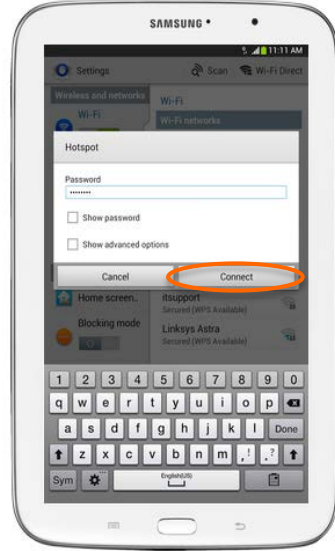 SAMSUNG
11:11 AM
Settings
Scan
Wi-Fi Direct
Wireless and networks
Wi-Fi
Wi-Fi
Wi-Fi networks
Hotspot
Password
••••••••
Show password
Show advanced options
Cancel
Connect
Home screen..
itsupport
Secured (WPS Available)
Blocking mode
Linksys Astra
Secured (WPS Available)
1 2 3 4 5 6 7 8 9 0
q w e r t y u i o p
a s d f g h j k l Done
z x c v b n m ,! .?
Sym
English(US)